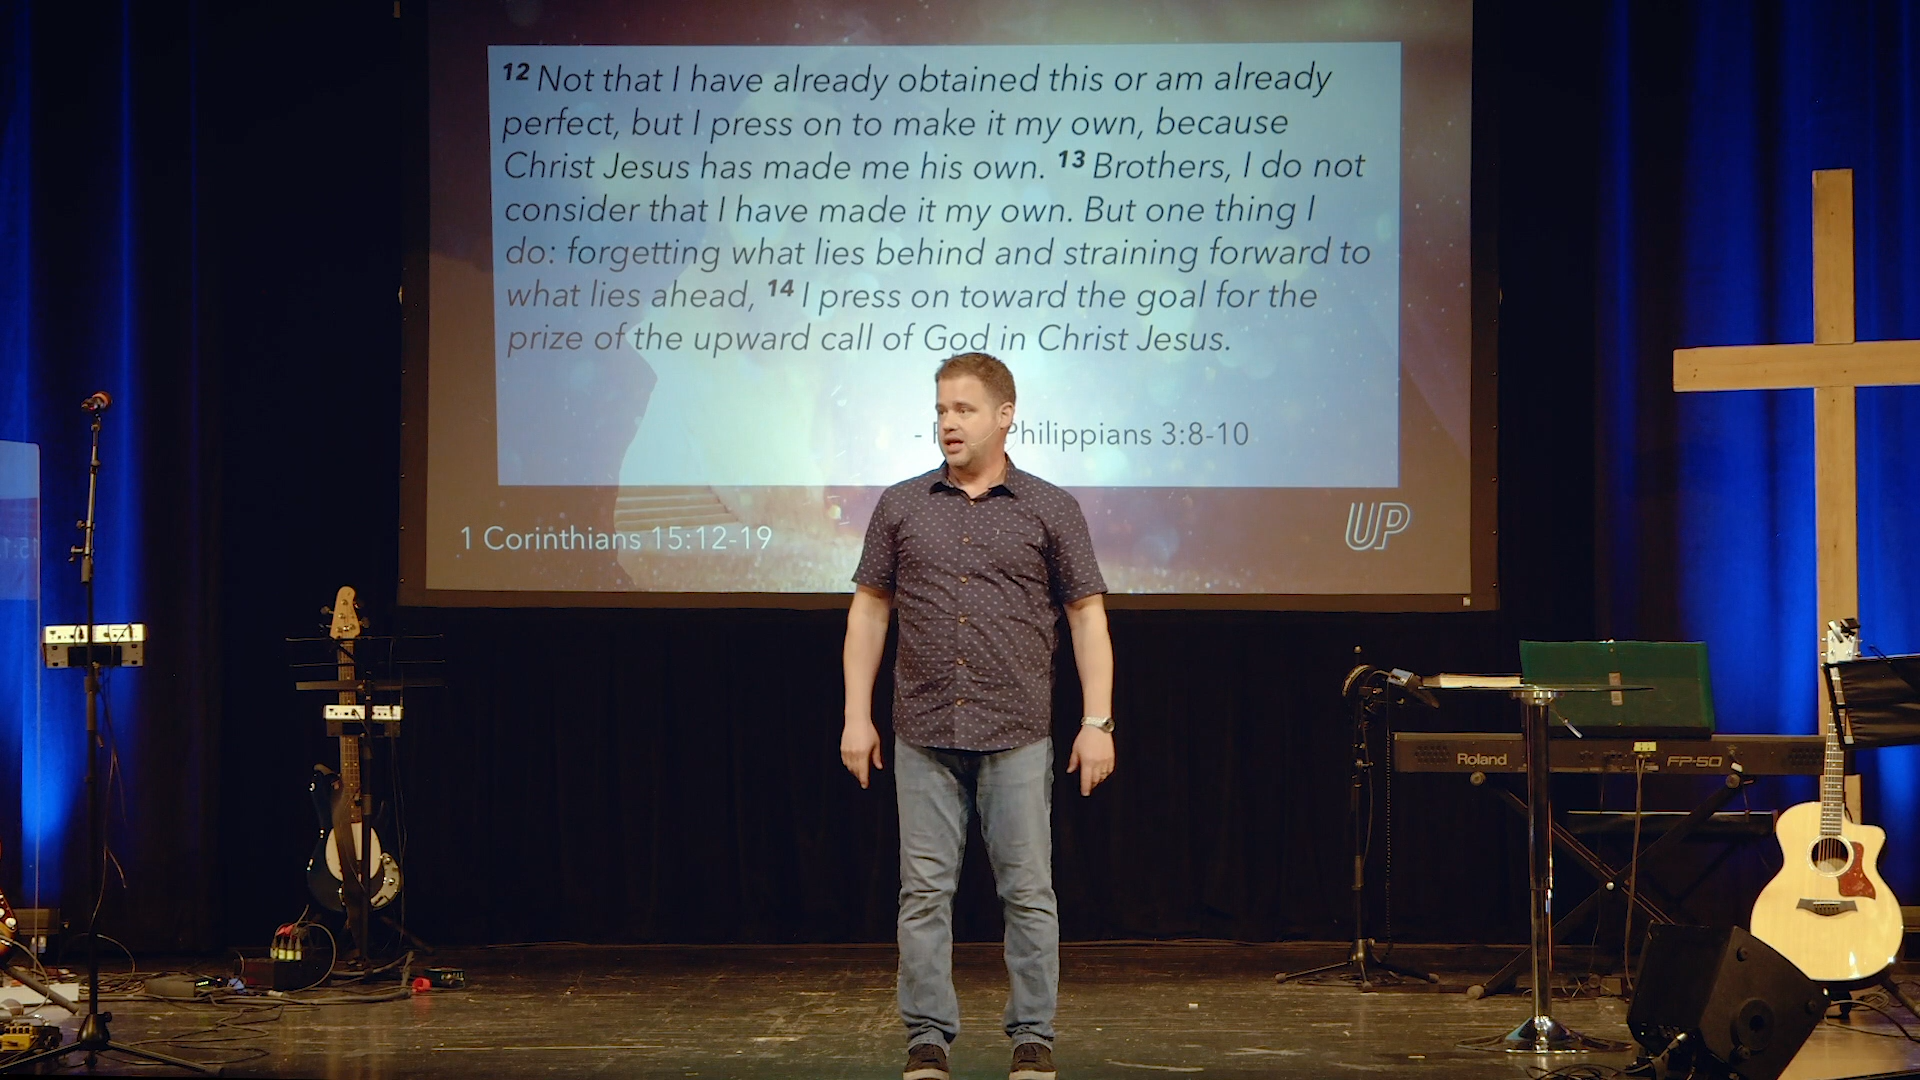 12 Not that I have already obtained this or am already
perfect, but I press on to make it my own, because
Christ Jesus has made me his own. 13 Brothers, I do not
consider that I have made it my own. But one thing I
do: forgetting what lies behind and straining forward to
what lies ahead, 14 I press on toward the goal for the
prize of the upward call of God in Christ Jesus.
- Philippians 3:8-10
1 Corinthians 15:12-19
UP
Roland
FP-50